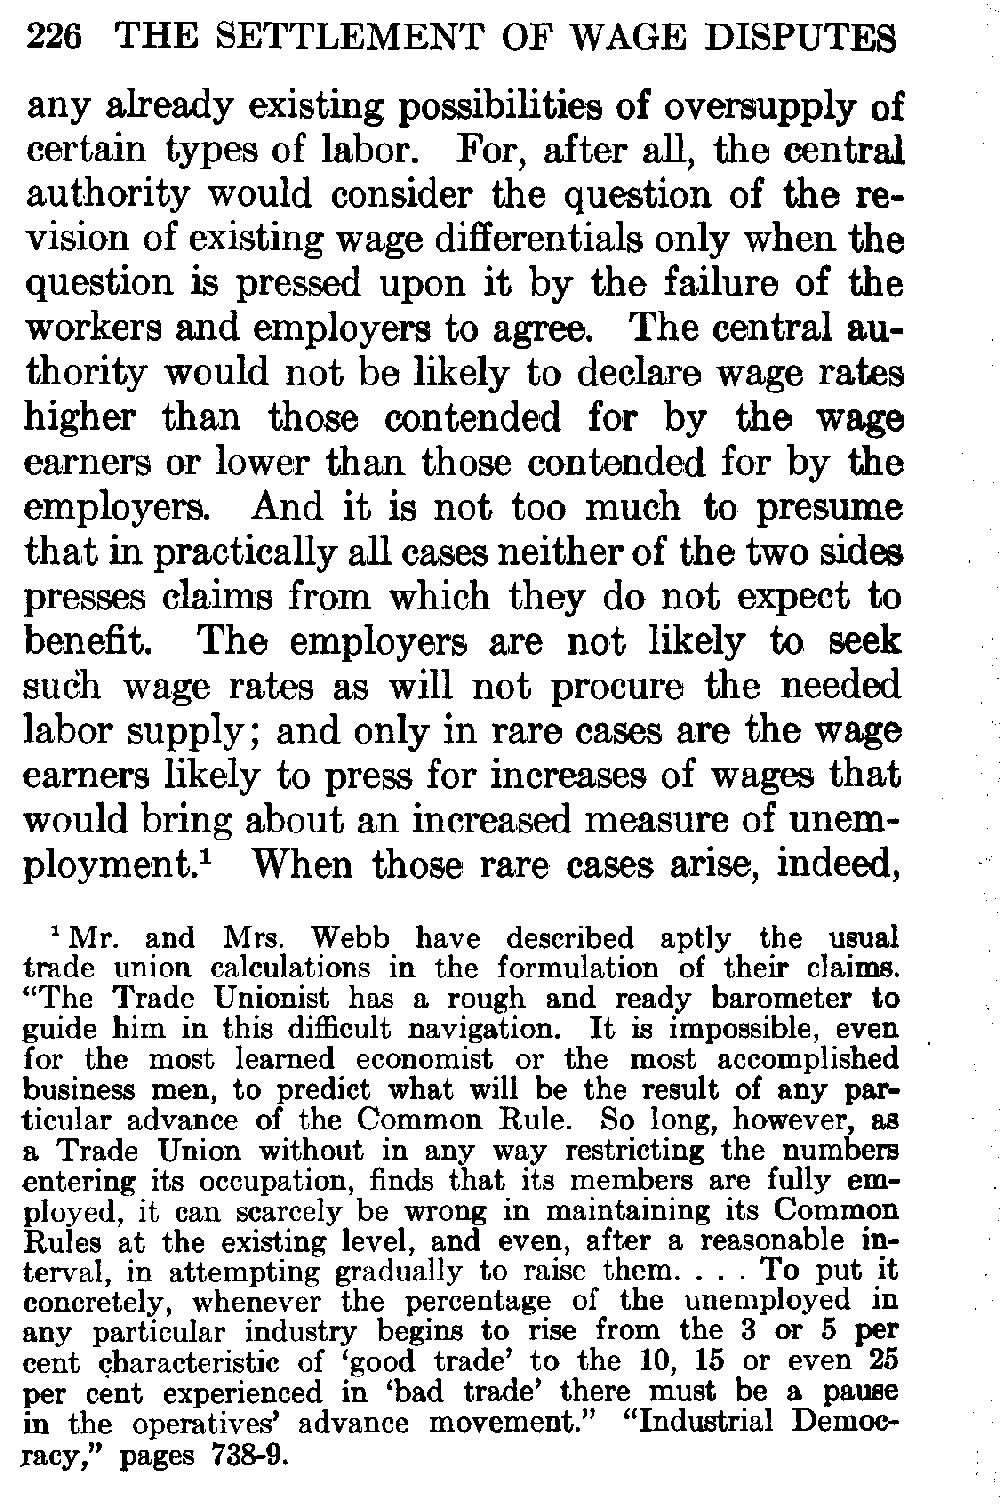 226 THE SETTLEMENT OF WAGE DISPUTES
any already existing possibilities of oversupply of
certain types of labor. For, after all, the central
authority would consider the question of the re-
vision of existing wage differentials only when the
question is pressed upon it by the failure of the
workers and employers to agree. The central au-
thority would not be likely to declare wage rates
higher than those contended for by the wage
earners or lower than those contended for by the
employers. And it is not too much to presume
that in practically all cases neither of the two sides
presses claims from which they do not expect to
benefit. The employers are not likely to seek
such wage rates as will not procure the needed
labor supply; and only in rare cases are the wage
earners likely to press for increases of wages that
would bring about an increased measure of unem-
ployment.¹ When those rare cases arise, indeed,
¹ Mr. and Mrs. Webb have described aptly the usual
trade union calculations in the formulation of their claims.
“The Trade Unionist has a rough and ready barometer to
guide him in this difficult navigation. It is impossible, even
for the most learned economist or the most accomplished
business men, to predict what will be the result of any par-
ticular advance of the Common Rule. So long, however, as
a Trade Union without in any way restricting the numbers
entering its occupation, finds that its members are fully em-
ployed, it can scarcely be wrong in maintaining its Common
Rules at the existing level, and even, after a reasonable in-
terval, in attempting gradually to raise them. . . . To put it
concretely, whenever the percentage of the unemployed in
any particular industry begins to rise from the 3 or 5 per
cent characteristic of ‘good trade’ to the 10, 15 or even 25
per cent experienced in ‘bad trade’ there must be a pause
in the operatives’ advance movement.” “Industrial Democ-
racy,” pages 738-9.